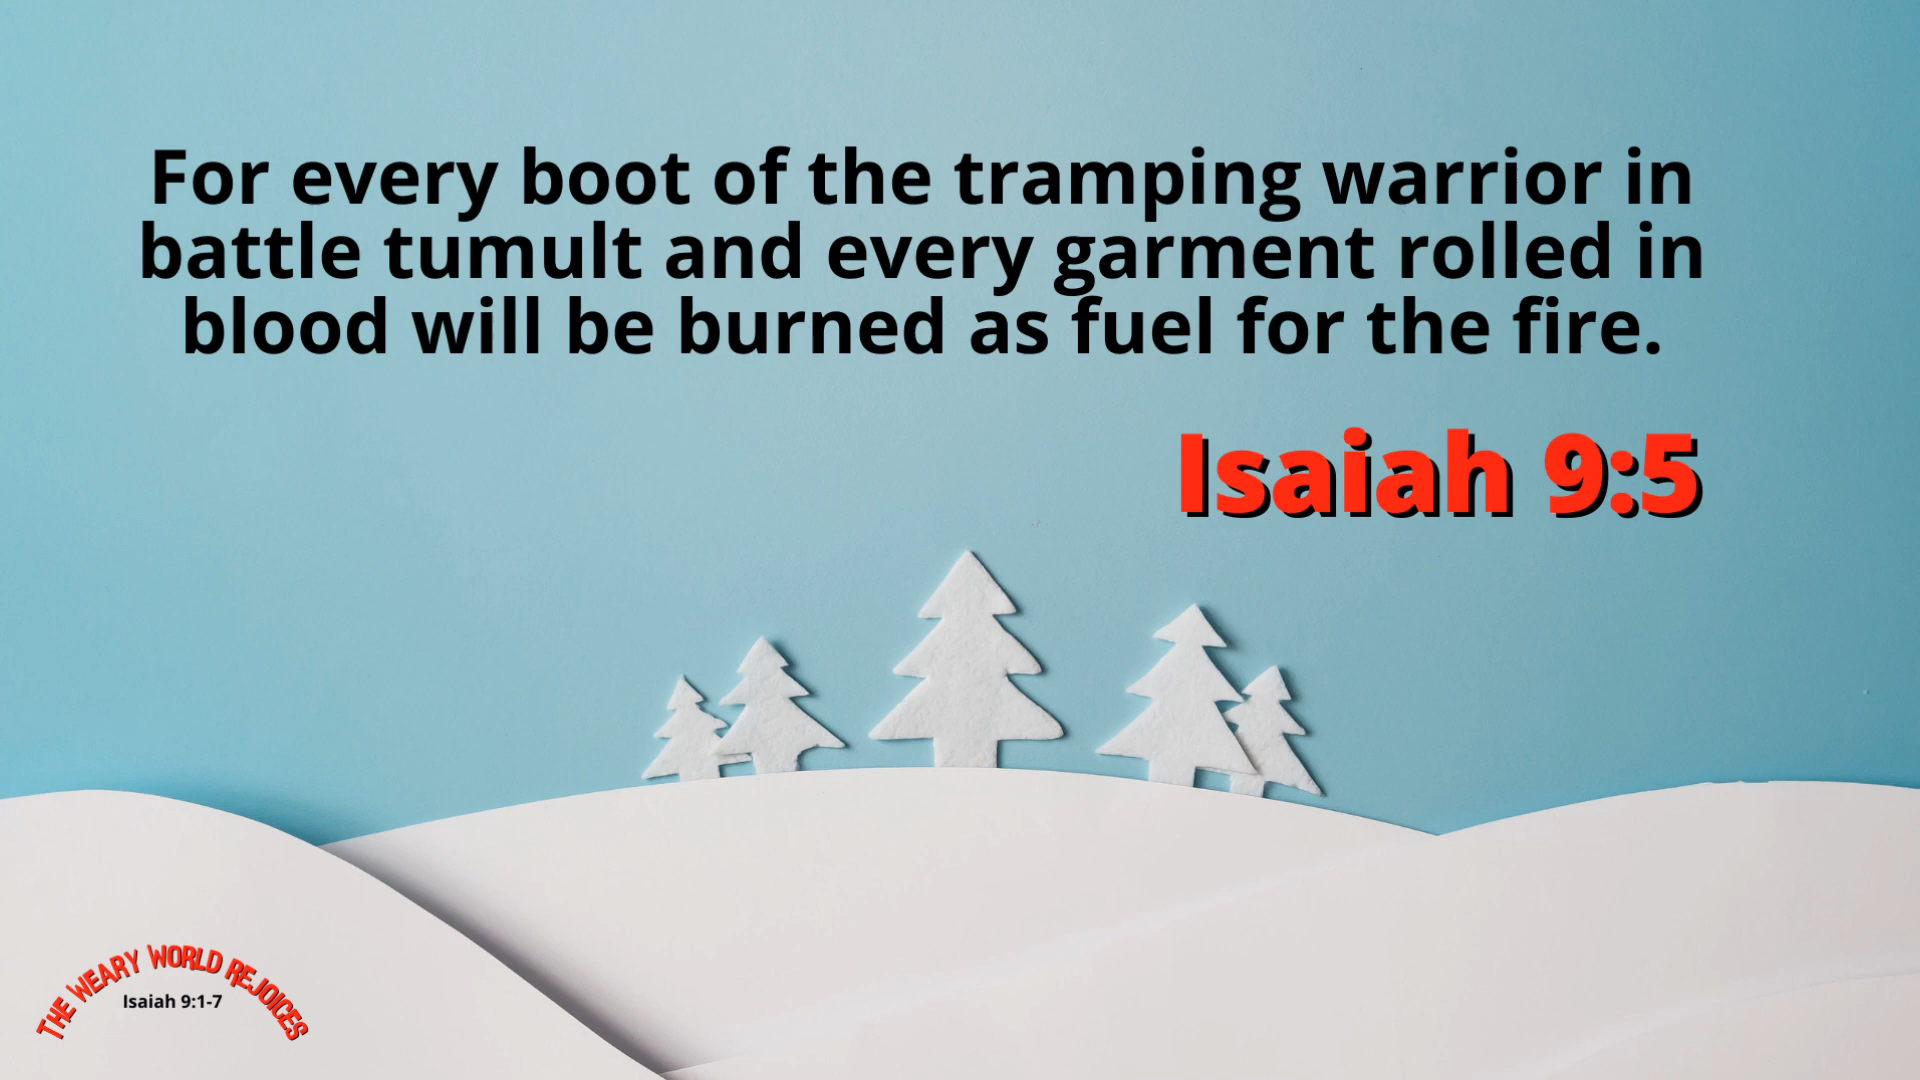 For every boot of the tramping warrior in
battle tumult and every garment rolled in
blood will be burned as fuel for the fire.
Isaiah 9:5
THE WEARY WORLD REJOICES
Isaiah 9:1-7